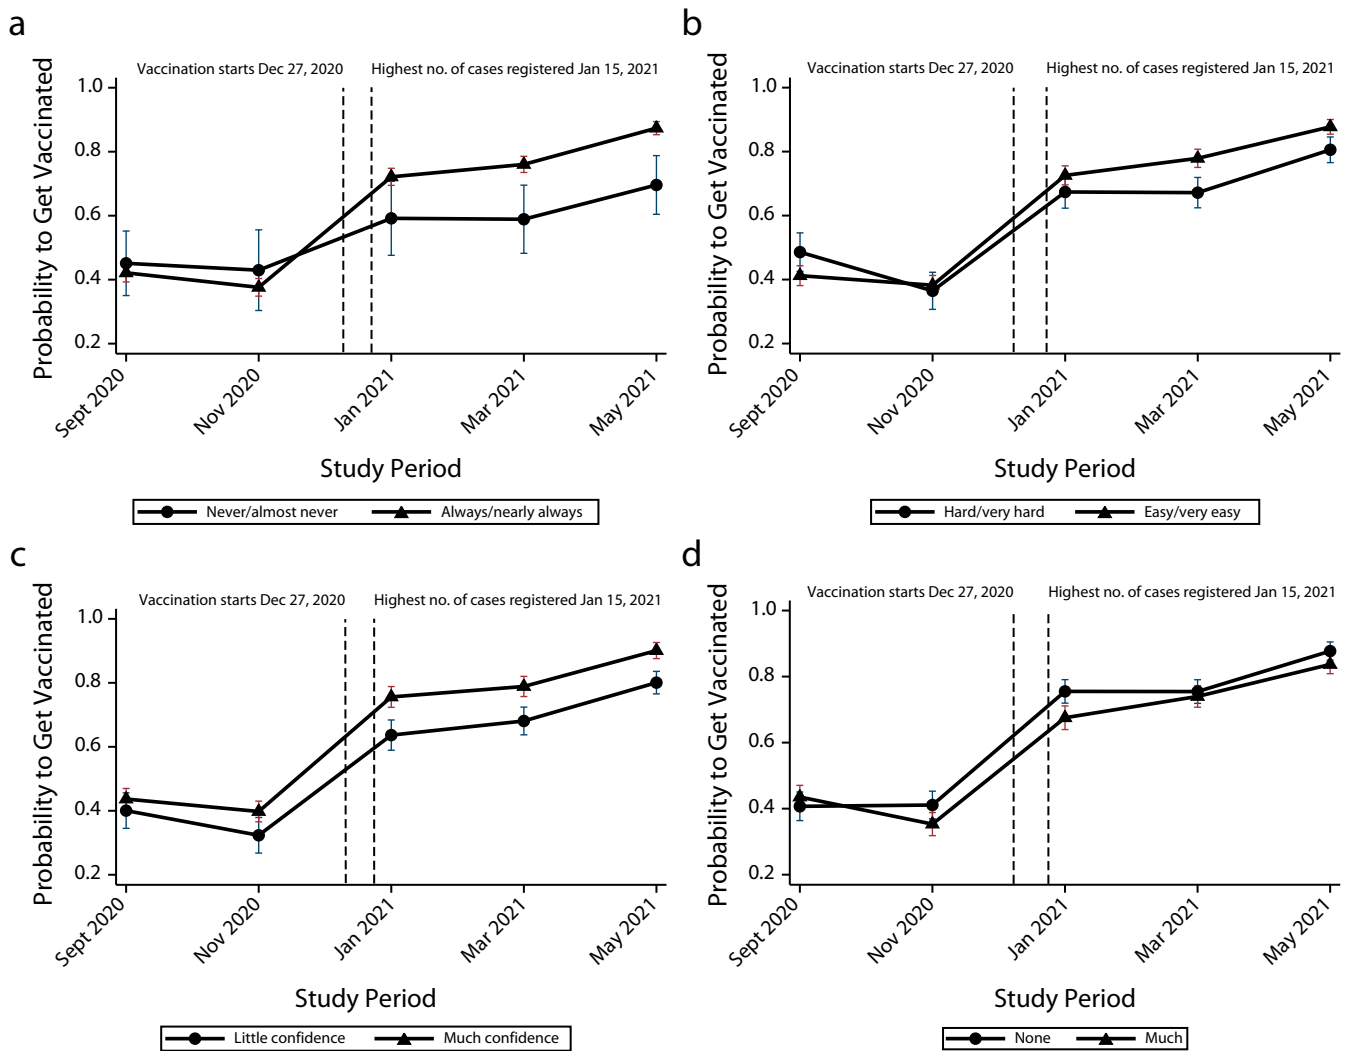 a
Vaccination starts Dec 27, 2020 Highest no. of cases registered Jan 15, 2021
Probability to Get Vaccinated
1.0
0.8
0.6
0.4
0.2
Sept 2020 Nov 2020 Jan 2021 Mar 2021 May 2021
Study Period
Never/almost never Always/nearly always
b
Vaccination starts Dec 27, 2020 Highest no. of cases registered Jan 15, 2021
Probability to Get Vaccinated
1.0
0.8
0.6
0.4
0.2
Sept 2020 Nov 2020 Jan 2021 Mar 2021 May 2021
Study Period
Hard/very hard Easy/very easy
c
Vaccination starts Dec 27, 2020 Highest no. of cases registered Jan 15, 2021
Probability to Get Vaccinated
1.0
0.8
0.6
0.4
0.2
Sept 2020 Nov 2020 Jan 2021 Mar 2021 May 2021
Study Period
Little confidence Much confidence
d
Vaccination starts Dec 27, 2020 Highest no. of cases registered Jan 15, 2021
Probability to Get Vaccinated
1.0
0.8
0.6
0.4
0.2
Sept 2020 Nov 2020 Jan 2021 Mar 2021 May 2021
Study Period
None Much